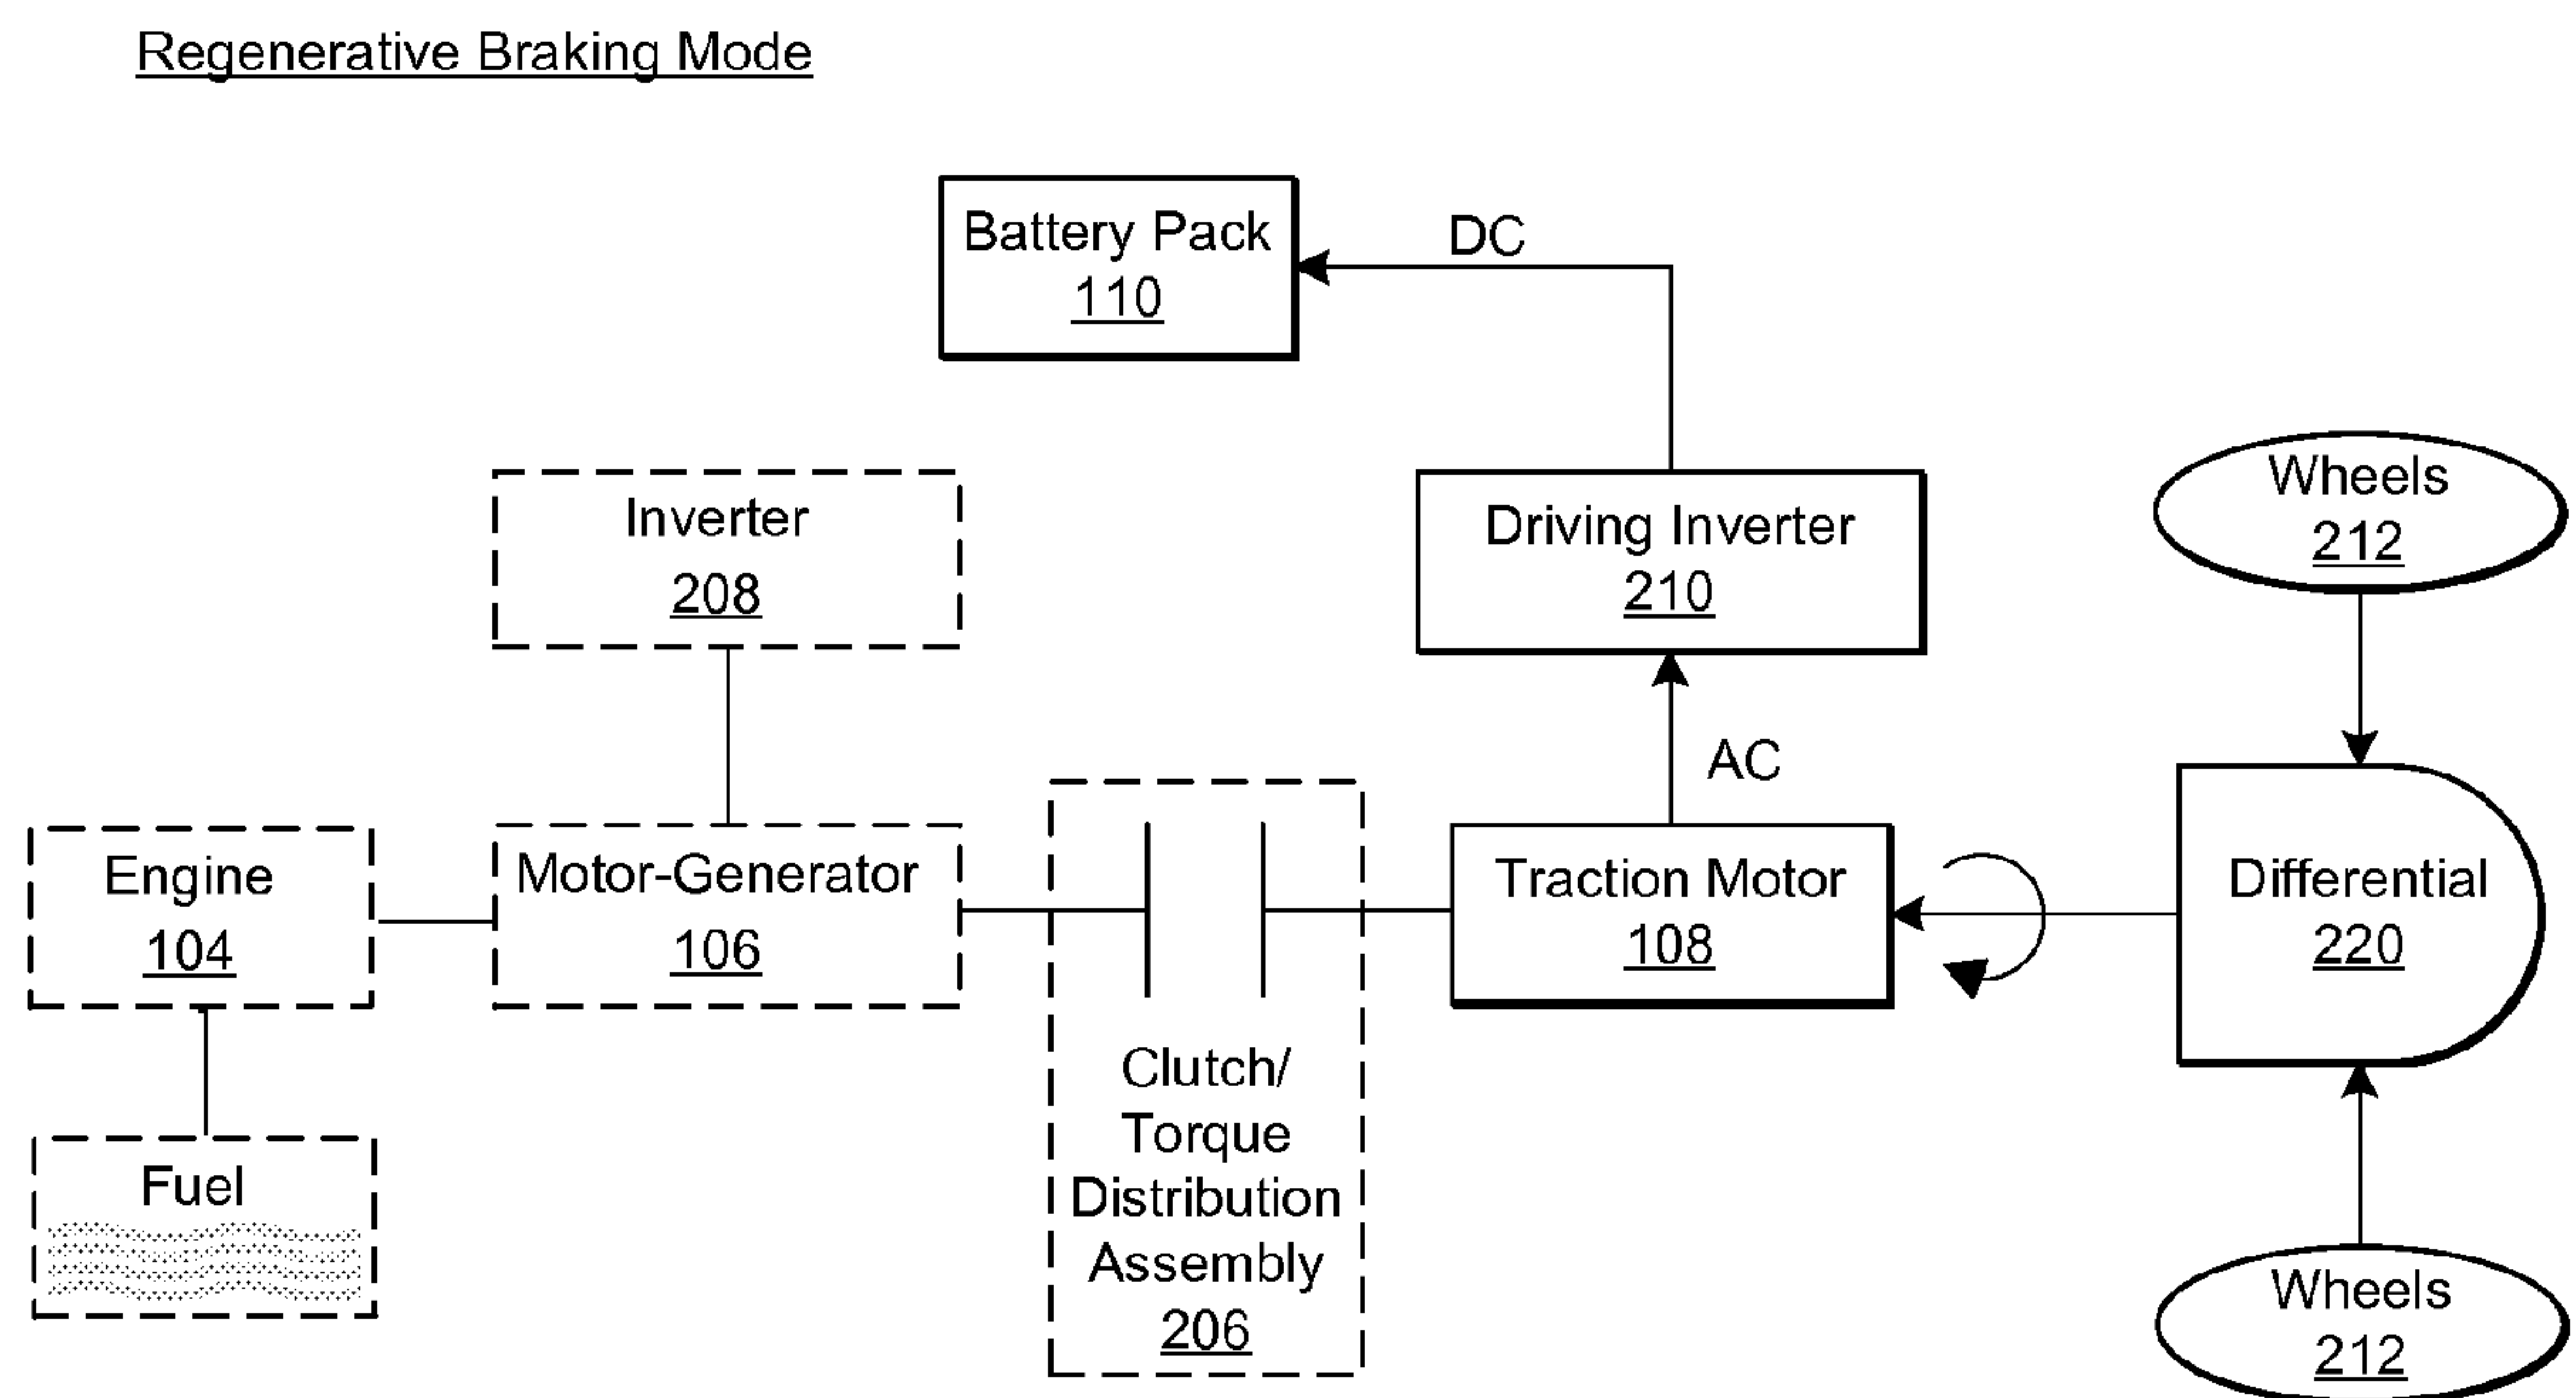 Regenerative Braking Mode
Battery Pack
110
DC
Inverter
208
Driving Inverter
210
Wheels
212
AC
Engine
104
Motor-Generator
106
Traction Motor
108
Differential
220
Clutch/
Torque
Distribution
Assembly
206
Fuel
Wheels
212